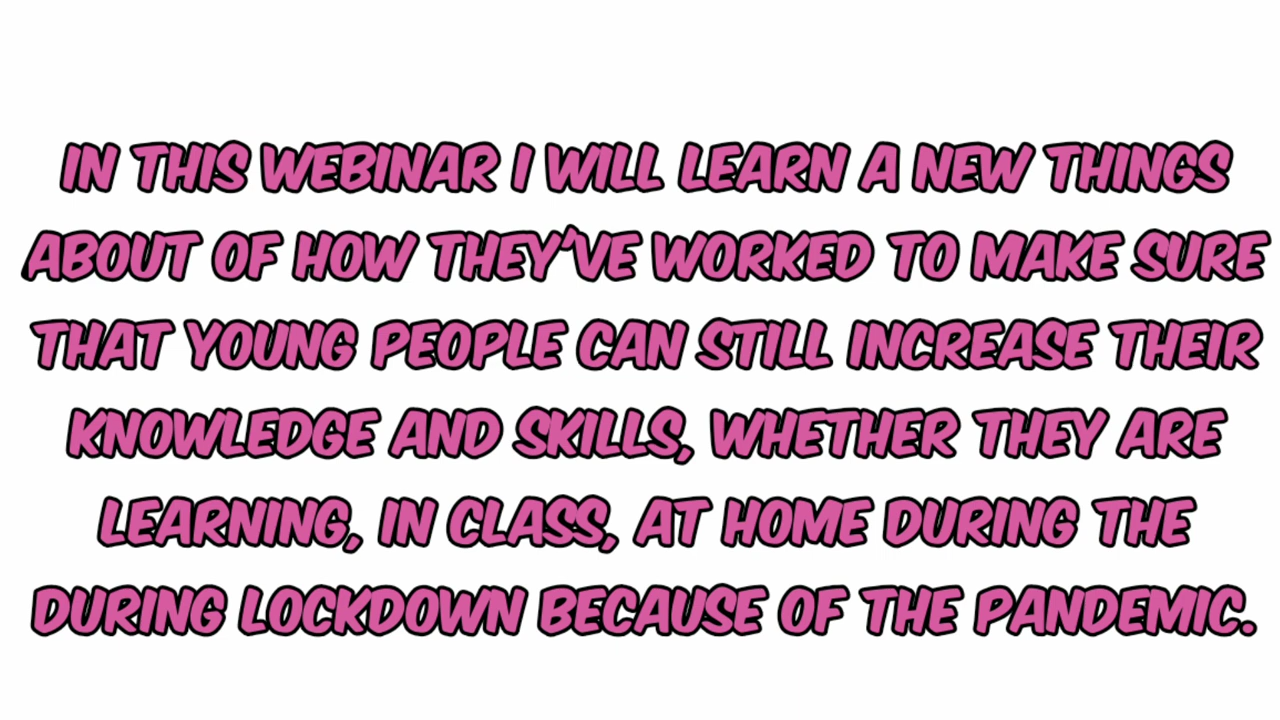 IN THIS WEBINAR I WILL LEARN A NEW THINGS
ABOUT OF HOW THEY'VE WORKED TO MAKE SURE
THAT YOUNG PEOPLE CAN STILL INCREASE THEIR
KNOWLEDGE AND SKILLS, WHETHER THEY ARE
LEARNING, IN CLASS, AT HOME DURING THE
DURING LOCKDOWN BECAUSE OF THE PANDEMIC.